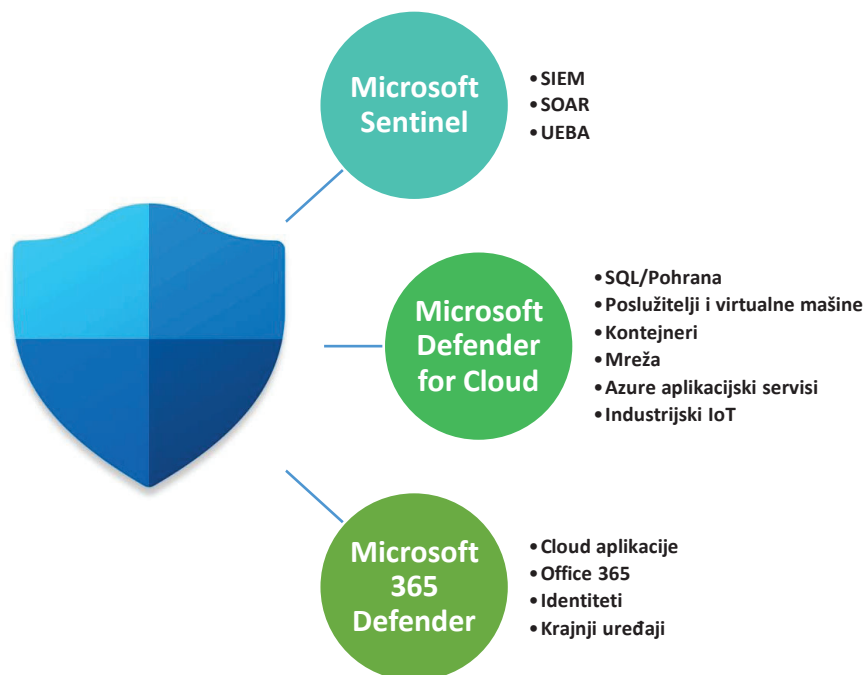 Microsoft
Sentinel
•SIEM
•SOAR
•UEBA
Microsoft
Defender
for Cloud
•SQL/Pohrana
•Poslužitelji i virtualne mašine
•Kontejneri
•Mreža
•Azure aplikacijski servisi
•Industrijski IoT
Microsoft
365
Defender
•Cloud aplikacije
•Office 365
•Identiteti
•Krajnji uređaji